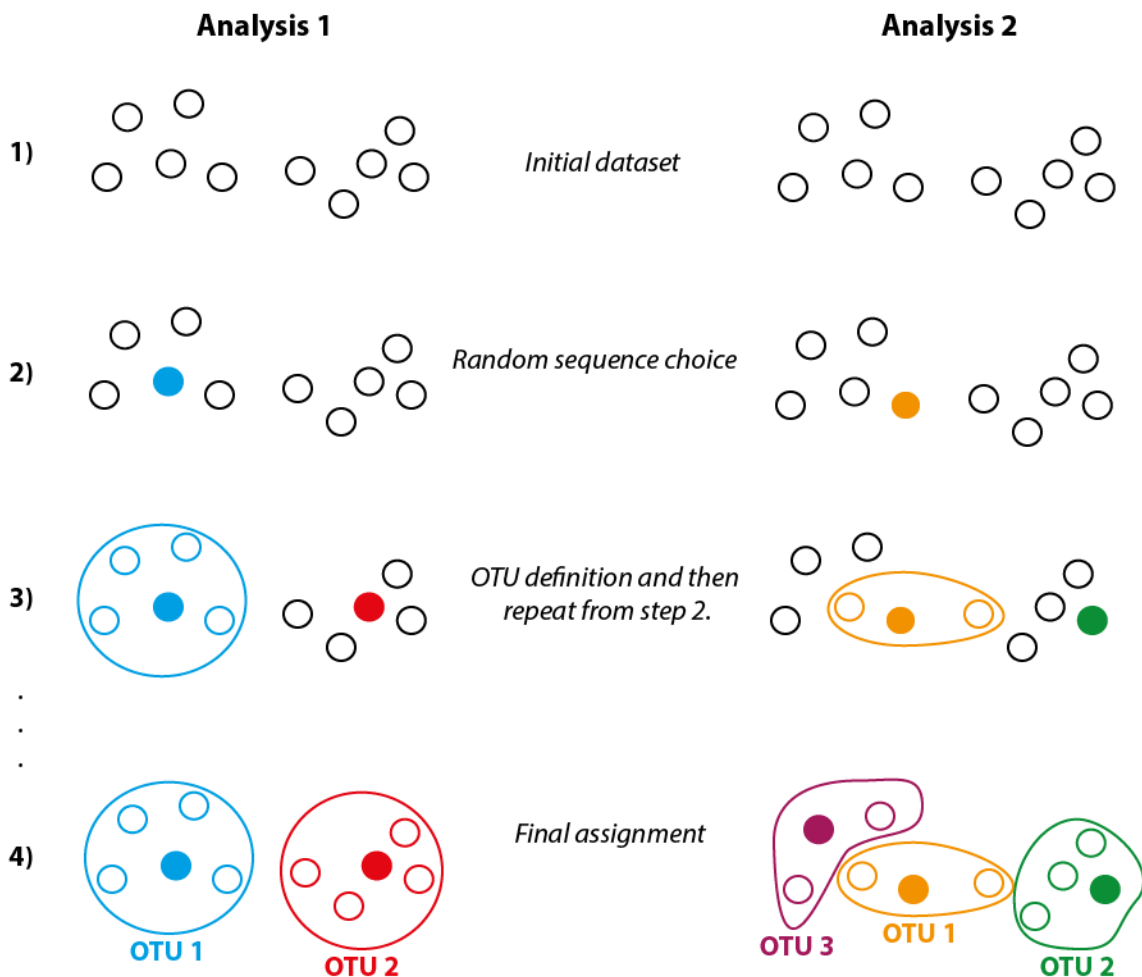 Analysis 1
Analysis 2
1)
Initial dataset
2)
Random sequence choice
3)
OTU definition and then
repeat from step 2.
.
.
.
4)
Final assignment
OTU 1
OTU 2
OTU 3
OTU 1
OTU 2